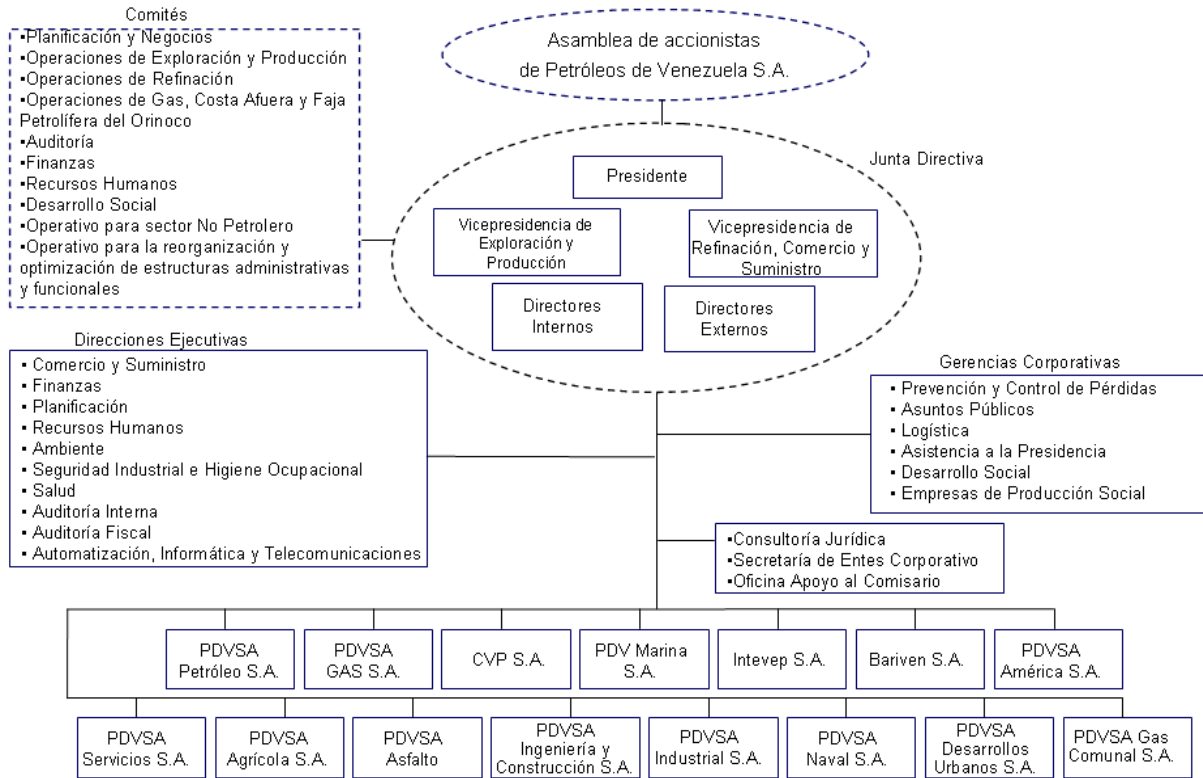 Comités
▪Planificación y Negocios
▪Operaciones de Exploración y Producción
▪Operaciones de Refinación
▪Operaciones de Gas, Costa Afuera y Faja
Petrolífera del Orinoco
▪Auditoría
▪Finanzas
▪Recursos Humanos
▪Desarrollo Social
▪Operativo para sector No Petrolero
▪Operativo para la reorganización y
optimización de estructuras administrativas
y funcionales
Asamblea de accionistas
de Petróleos de Venezuela S.A.
Junta Directiva
Presidente
Vicepresidencia de
Exploración y
Producción
Vicepresidencia de
Refinación, Comercio y
Suministro
Directores
Internos
Directores
Externos
Direcciones Ejecutivas
▪ Comercio y Suministro
▪ Finanzas
▪ Planificación
▪ Recursos Humanos
▪ Ambiente
▪ Seguridad Industrial e Higiene Ocupacional
▪ Salud
▪ Auditoría Interna
▪ Auditoría Fiscal
▪ Automatización, Informática y Telecomunicaciones
Gerencias Corporativas
▪ Prevención y Control de Pérdidas
▪ Asuntos Públicos
▪ Logística
▪ Asistencia a la Presidencia
▪ Desarrollo Social
▪ Empresas de Producción Social
▪Consultoría Jurídica
▪Secretaría de Entes Corporativo
▪Oficina Apoyo al Comisario
PDVSA
Petróleo S.A.
PDVSA
GAS S.A.
CVP S.A.
PDV Marina
S.A.
Intevep S.A.
Bariven S.A.
PDVSA
América S.A.
PDVSA
Servicios S.A.
PDVSA
Agrícola S.A.
PDVSA
Asfalto
PDVSA
Ingeniería y
Construcción S.A.
PDVSA
Industrial S.A.
PDVSA
Naval S.A.
PDVSA
Desarrollos
Urbanos S.A.
PDVSA Gas
Comunal S.A.